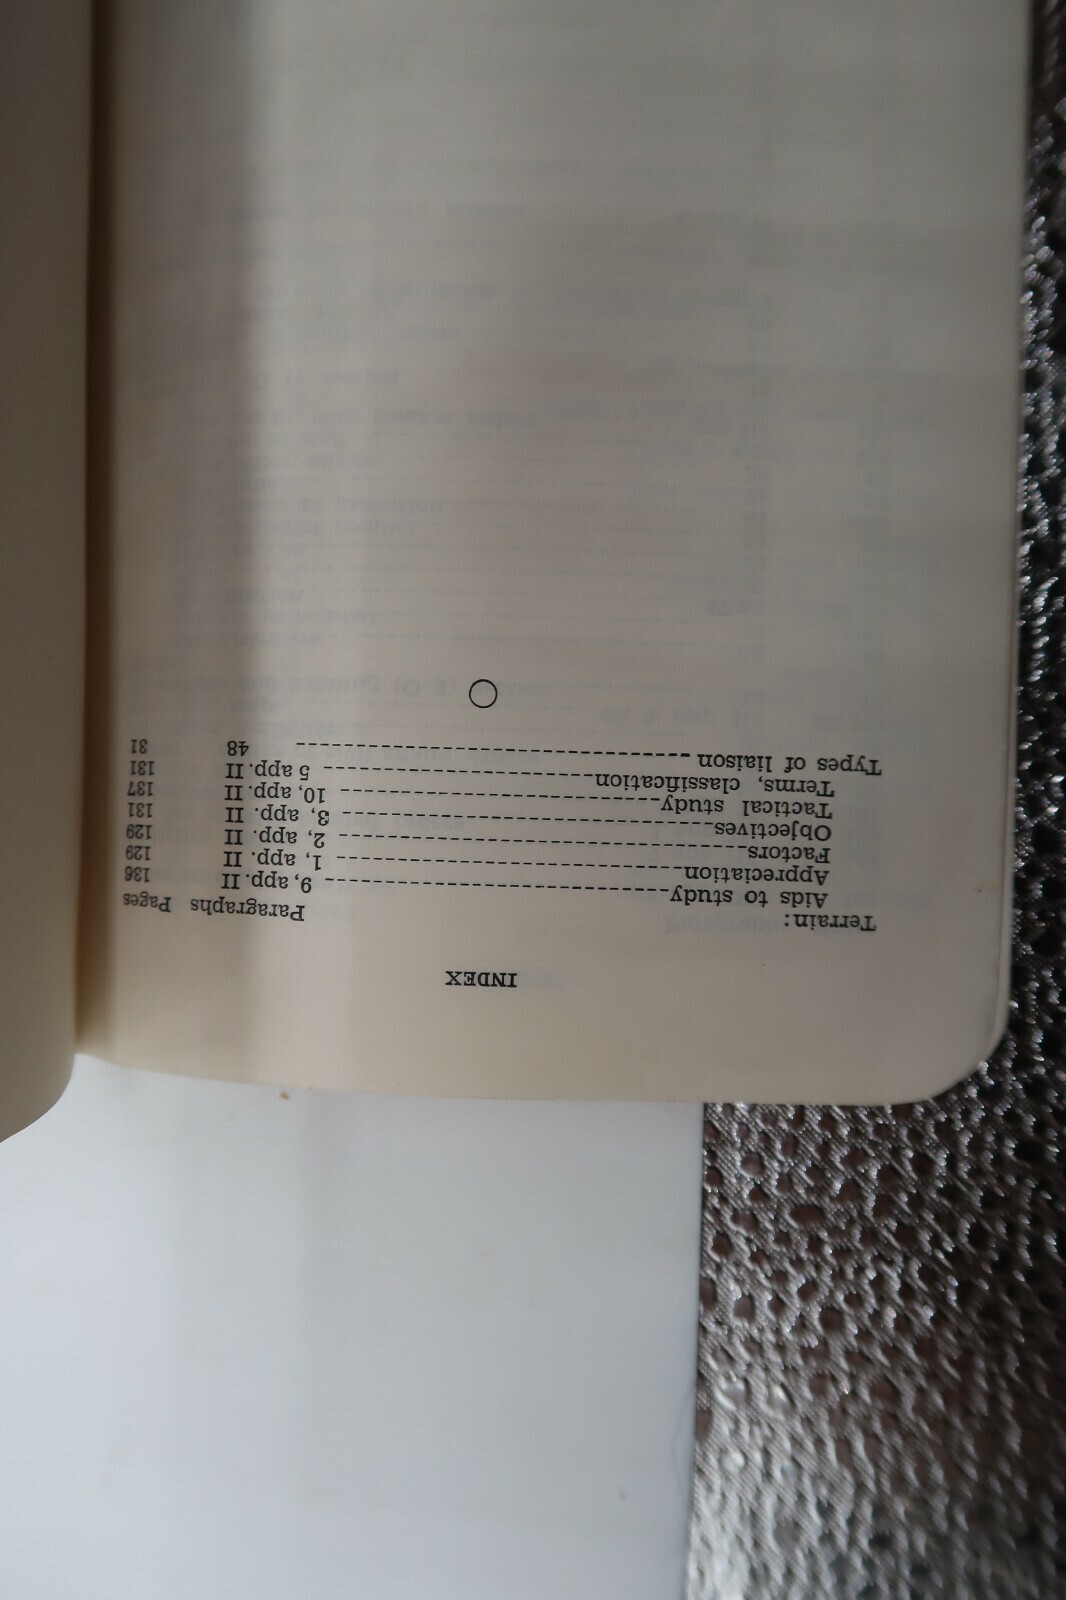 INDEX
Terrain: Paragraphs Pages
Aids to study 9, app. II 136
Appreciation 1, app. II 129
Factors 2, app. II 129
Objectives 3, app. II 131
Tactical study 10, app. II 137
Terms, classification 5 app. II 131
Types of liaison 48 31